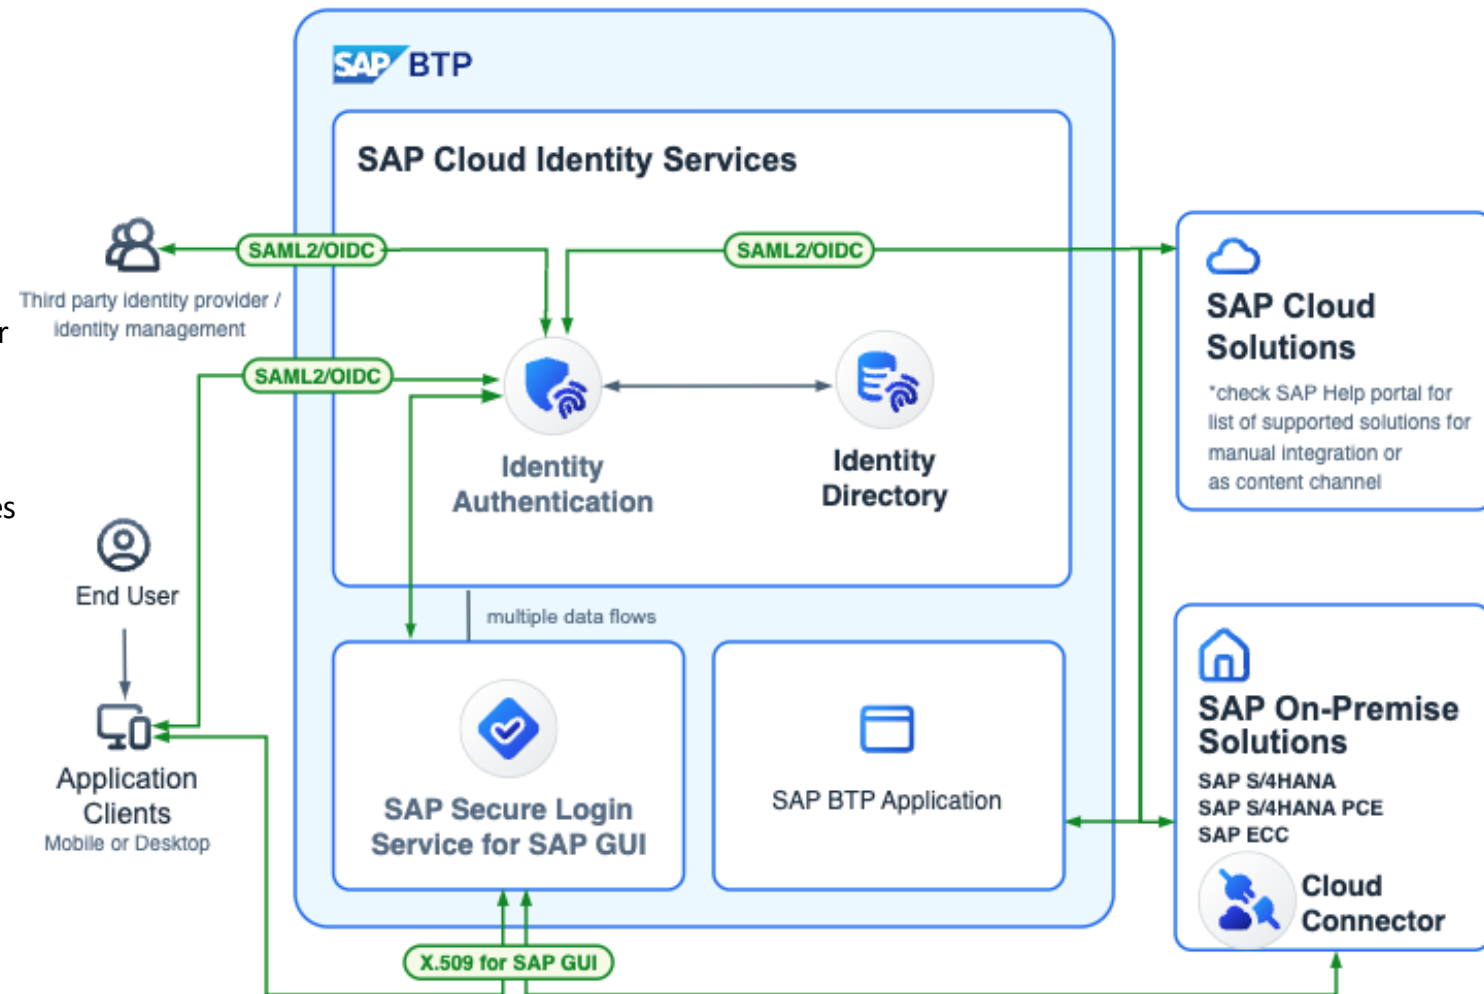 SAP BTP
SAP Cloud Identity Services
SAML2/OIDC
SAML2/OIDC
Third party identity provider /
identity management
r
SAML2/OIDC
SAP Cloud
Solutions
*check SAP Help portal for
list of supported solutions for
manual integration or
as content channel
Identity
Authentication
Identity
Directory
es
End User
multiple data flows
Application
Clients
Mobile or Desktop
SAP Secure Login
Service for SAP GUI
SAP BTP Application
SAP On-Premise
Solutions
SAP S/4HANA
SAP S/4HANA PCE
SAP ECC
Cloud
Connector
X.509 for SAP GUI